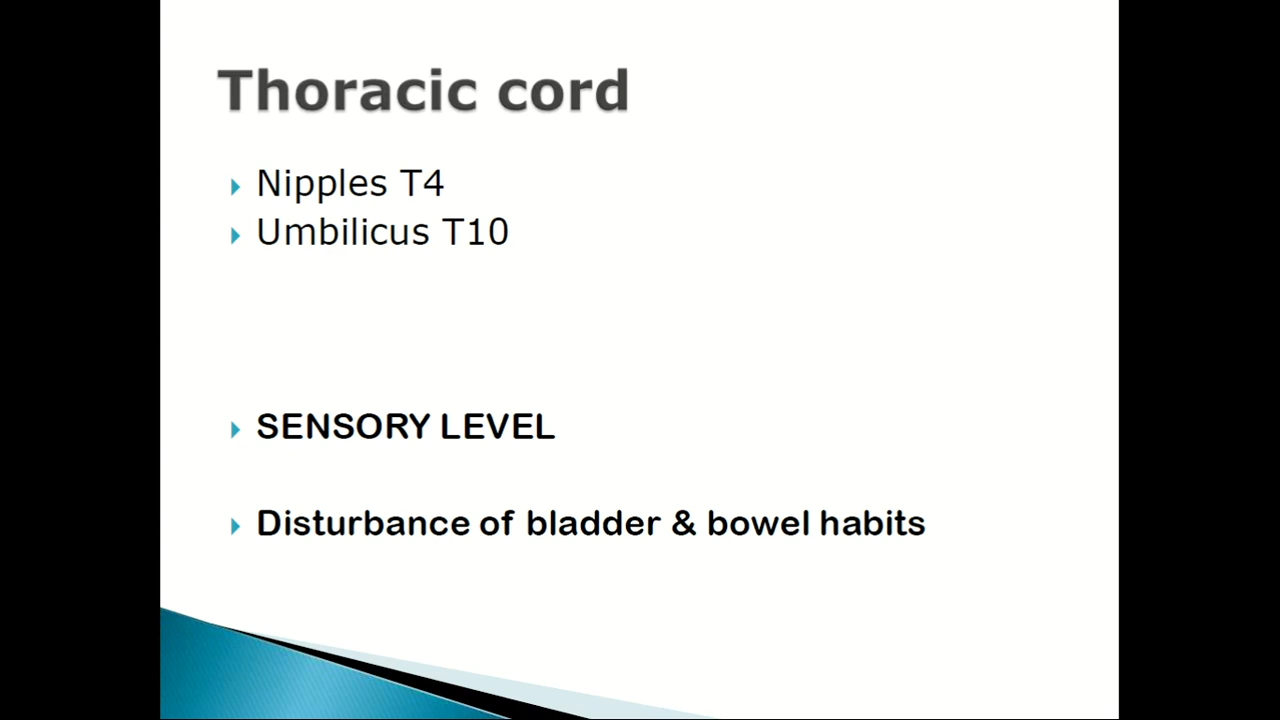 Thoracic cord
Nipples T4
Umbilicus T10
SENSORY LEVEL
Disturbance of bladder & bowel habits